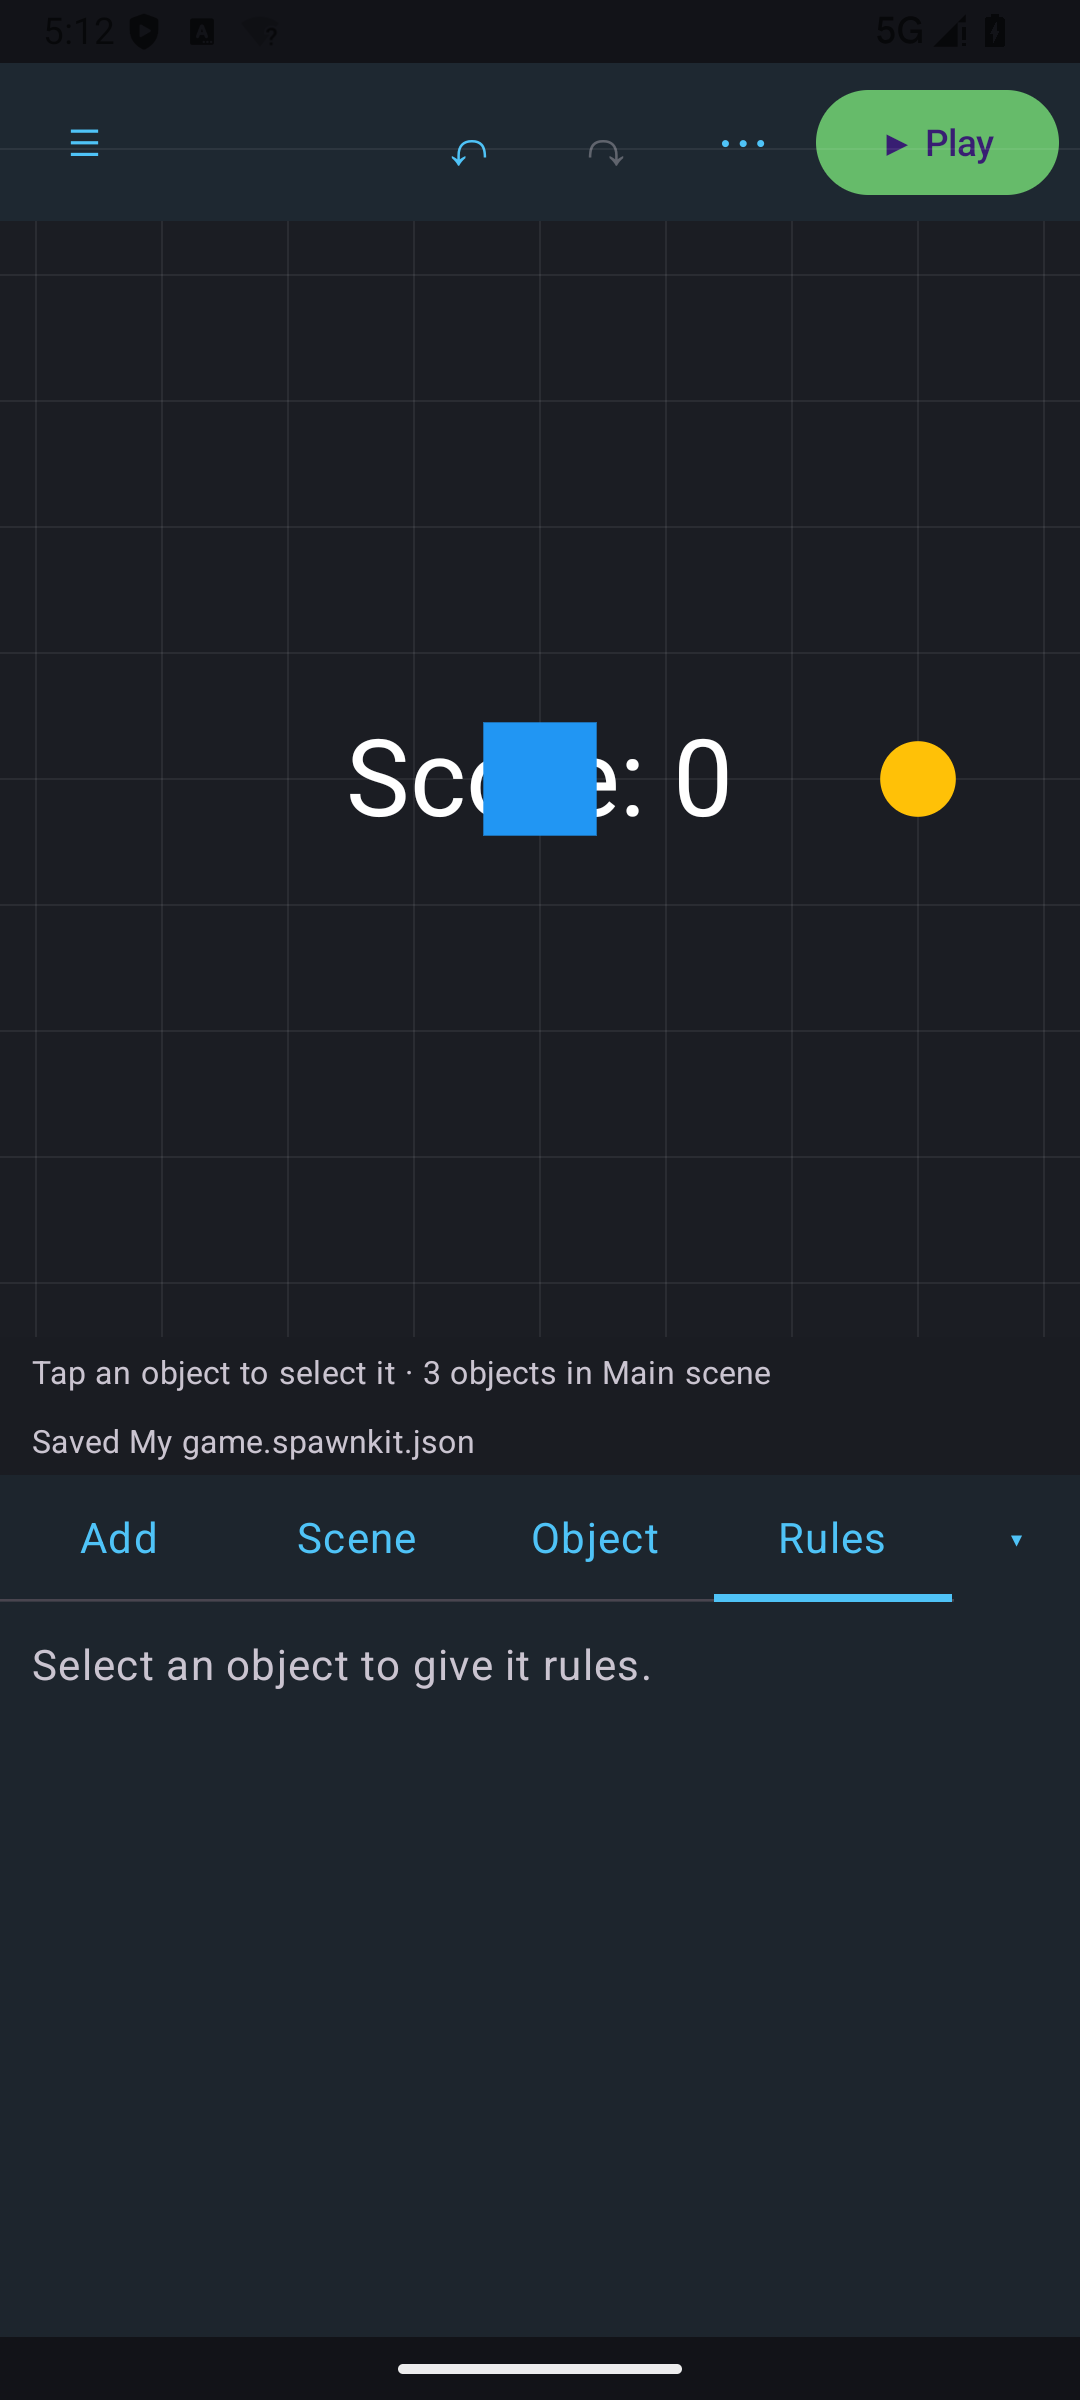 5:12
5G
Play
Sco e: 0
Tap an object to select it · 3 objects in Main scene
Saved My game.spawnkit.json
Add Scene Object Rules
Select an object to give it rules.